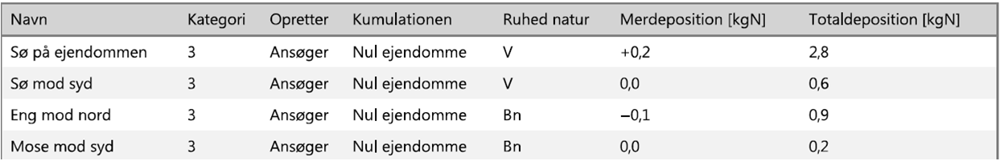 Navn Kategori Opretter Kumulationen Ruhed natur Merdeposition [kgN] Totaldeposition [kgN]
Sø på ejendommen 3 Ansøger Nul ejendomme V +0,2 2,8
Sø mod syd 3 Ansøger Nul ejendomme V 0,0 0,6
Eng mod nord 3 Ansøger Nul ejendomme Bn −0,1 0,9
Mose mod syd 3 Ansøger Nul ejendomme Bn 0,0 0,2